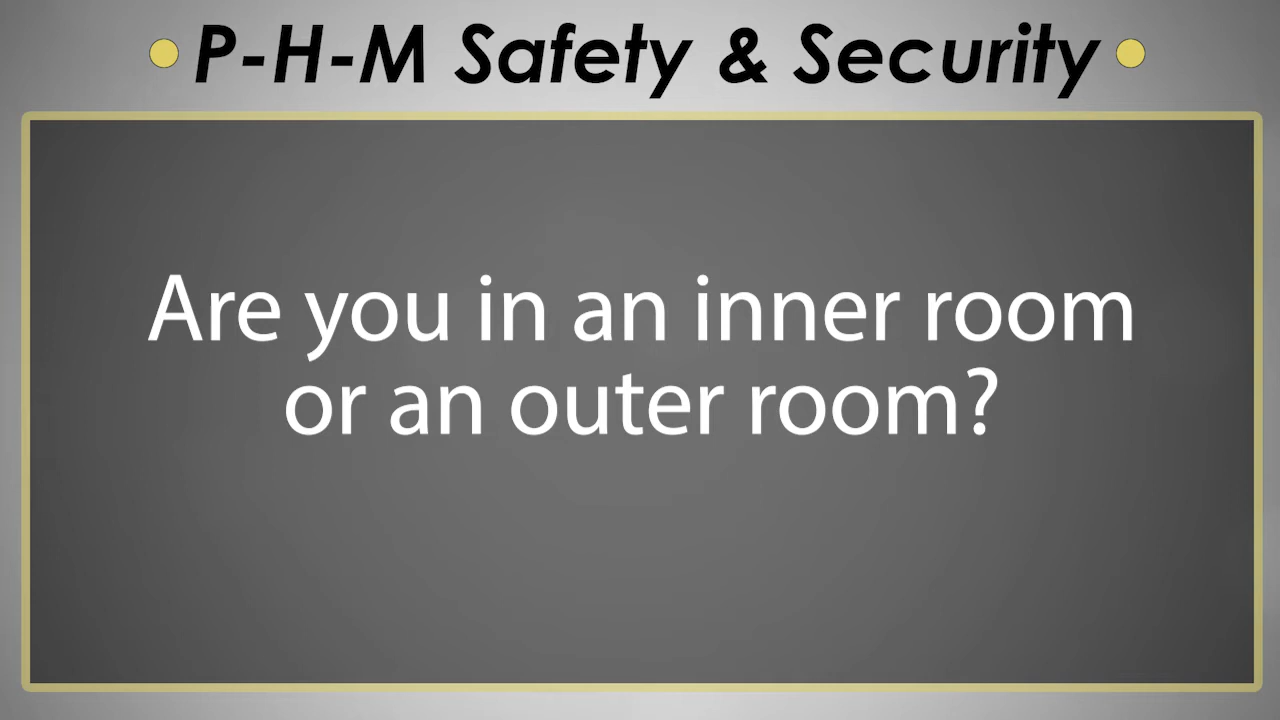 P-H-M Safety & Security
Are you in an inner room
or an outer room?